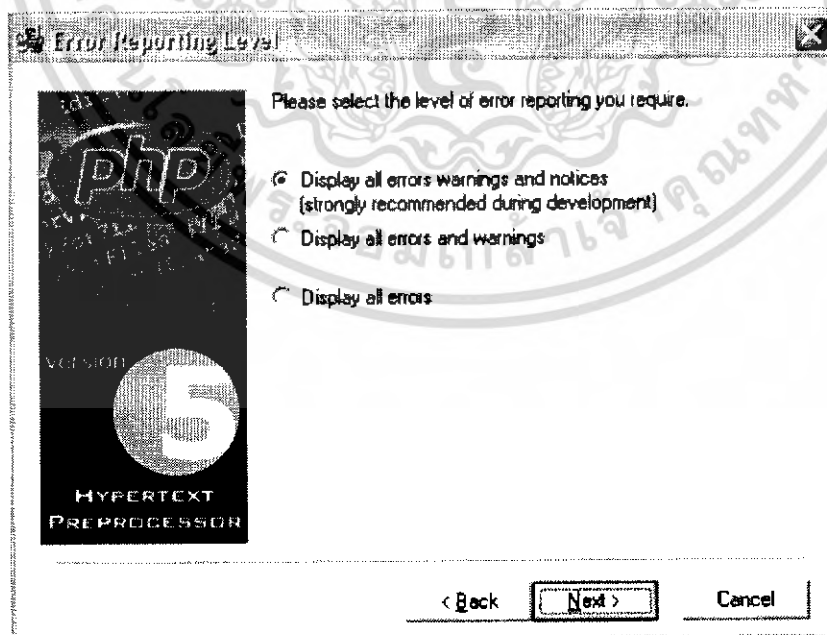 Error Reporting Level
Please select the level of error reporting you require.
php
Display all errors warnings and notices
(strongly recommended during development)
Display all errors and warnings
Display all errors
version
5
HYPERTEXT
PREPROCESSOR
< Back
Next >
Cancel